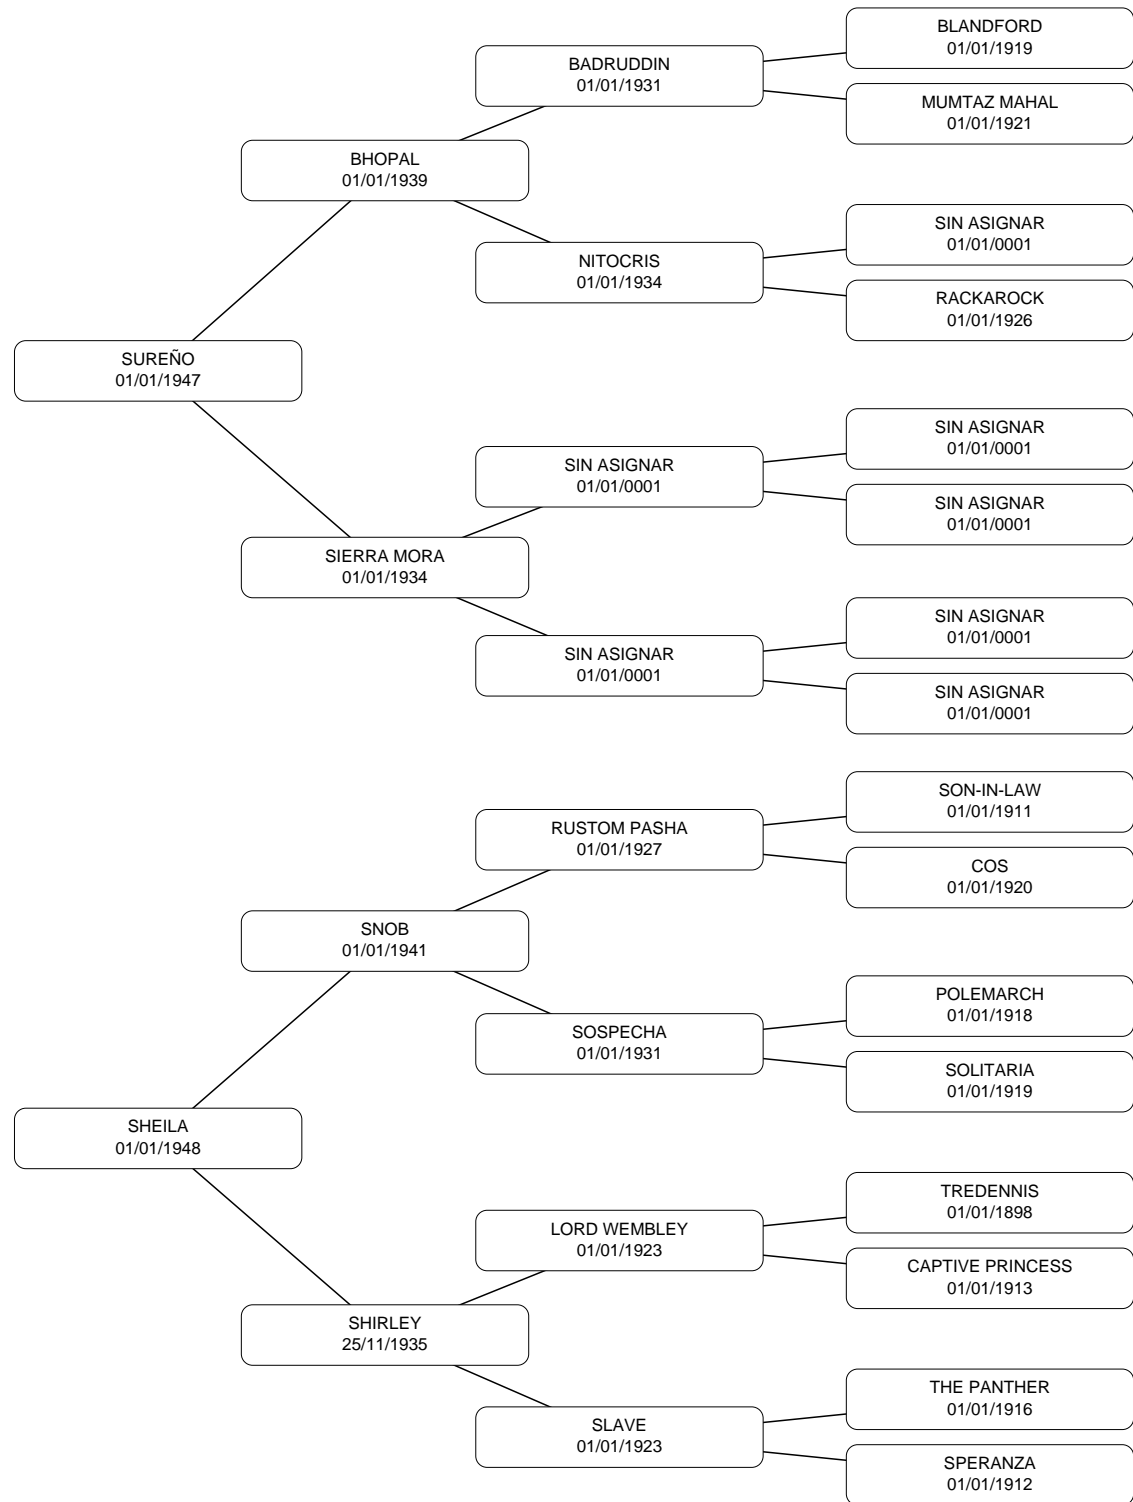 BLANDFORD
01/01/1919
BADRUDDIN
01/01/1931
MUMTAZ MAHAL
01/01/1921
BHOPAL
01/01/1939
SIN ASIGNAR
01/01/0001
NITOCRIS
01/01/1934
RACKAROCK
01/01/1926
SUREÑO
01/01/1947
SIN ASIGNAR
01/01/0001
SIN ASIGNAR
01/01/0001
SIN ASIGNAR
01/01/0001
SIERRA MORA
01/01/1934
SIN ASIGNAR
01/01/0001
SIN ASIGNAR
01/01/0001
SIN ASIGNAR
01/01/0001
SON-IN-LAW
01/01/1911
RUSTOM PASHA
01/01/1927
COS
01/01/1920
SNOB
01/01/1941
POLEMARCH
01/01/1918
SOSPECHA
01/01/1931
SOLITARIA
01/01/1919
SHEILA
01/01/1948
TREDENNIS
01/01/1898
LORD WEMBLEY
01/01/1923
CAPTIVE PRINCESS
01/01/1913
SHIRLEY
25/11/1935
THE PANTHER
01/01/1916
SLAVE
01/01/1923
SPERANZA
01/01/1912